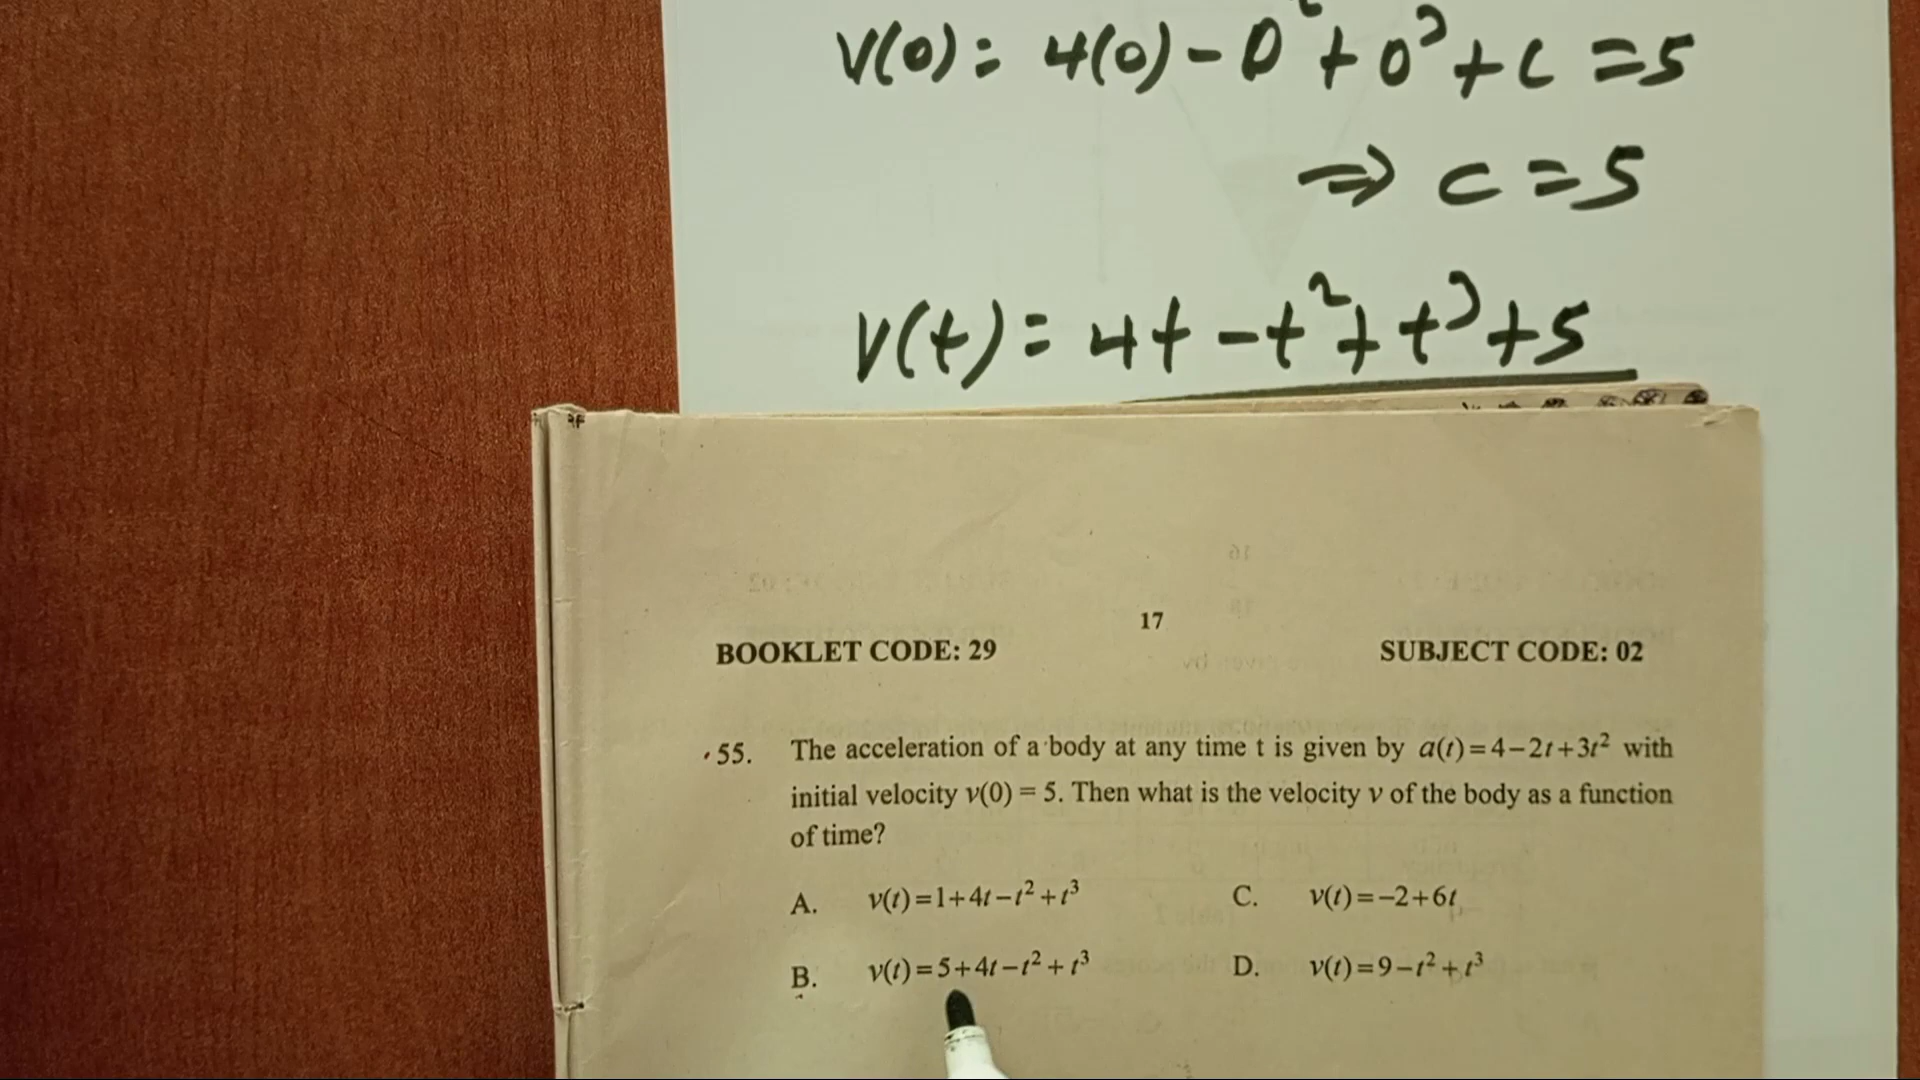 v(0) = 4(0) - 0² + 0³ + c = 5
⇒ c = 5
v(t) = 4t - t² + t³ + 5
17
BOOKLET CODE: 29 SUBJECT CODE: 02
55. The acceleration of a body at any time t is given by a(t)=4−2t+3t² with
initial velocity v(0) = 5. Then what is the velocity v of the body as a function
of time?
A. v(t)=1+4t−t²+t³ C. v(t)=−2+6t
B. v(t)=5+4t−t²+t³ D. v(t)=9−t²+t³